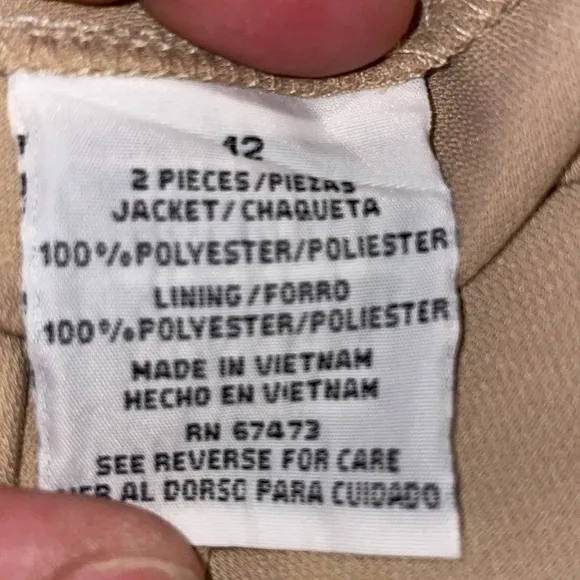 12
2 PIECES/PIEZAS
JACKET/CHAQUETA
100%POLYESTER/POLIESTER
LINING/FORRO
100%POLYESTER/POLIESTER
MADE IN VIETNAM
HECHO EN VIETNAM
RN 67473
SEE REVERSE FOR CARE
VER AL DORSO PARA CUIDADO